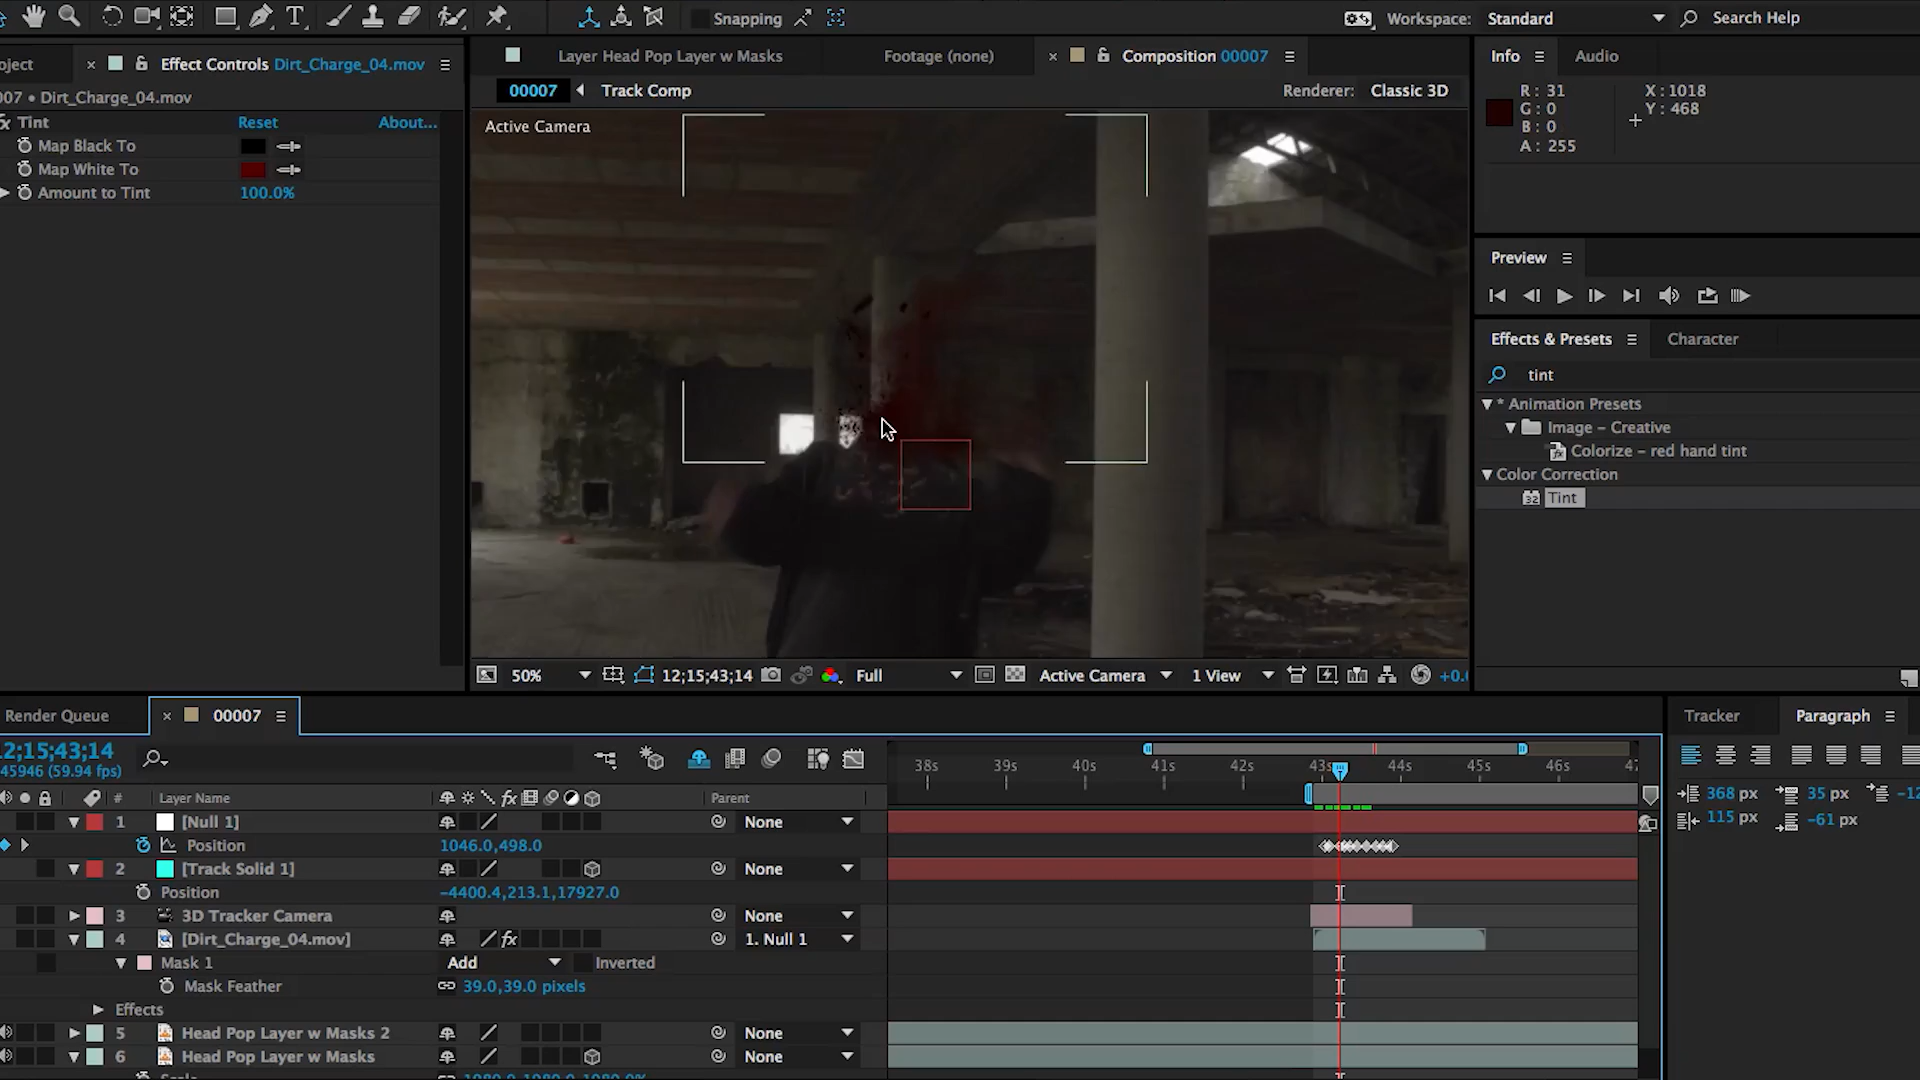 Snapping
Workspace: Standard
Search Help
oject
Effect Controls Dirt_Charge_04.mov
Layer Head Pop Layer w Masks
Footage (none)
Composition 00007
Info
Audio
007 • Dirt_Charge_04.mov
00007
Track Comp
Renderer: Classic 3D
R: 31
G: 0
B: 0
A: 255
X: 1018
Y: 468
Tint
Reset
About...
Map Black To
Map White To
Amount to Tint
100.0%
Active Camera
Preview
Effects & Presets
Character
tint
* Animation Presets
Image – Creative
Colorize – red hand tint
Color Correction
32 Tint
50%
12;15;43;14
Full
Active Camera
1 View
+0.
Render Queue
00007
Tracker
Paragraph
12;15;43;14
45946 (59.94 fps)
38s
39s
40s
41s
42s
43s
44s
45s
46s
47
368 px
35 px
-12
115 px
-61 px
#
Layer Name
fx
Parent
1 [Null 1] None
Position 1046.0,498.0
2 [Track Solid 1] None
Position -4400.4,213.1,17927.0
3 3D Tracker Camera None
4 [Dirt_Charge_04.mov] fx 1. Null 1
Mask 1 Add Inverted
Mask Feather 39.0,39.0 pixels
Effects
5 Head Pop Layer w Masks 2 None
6 Head Pop Layer w Masks None